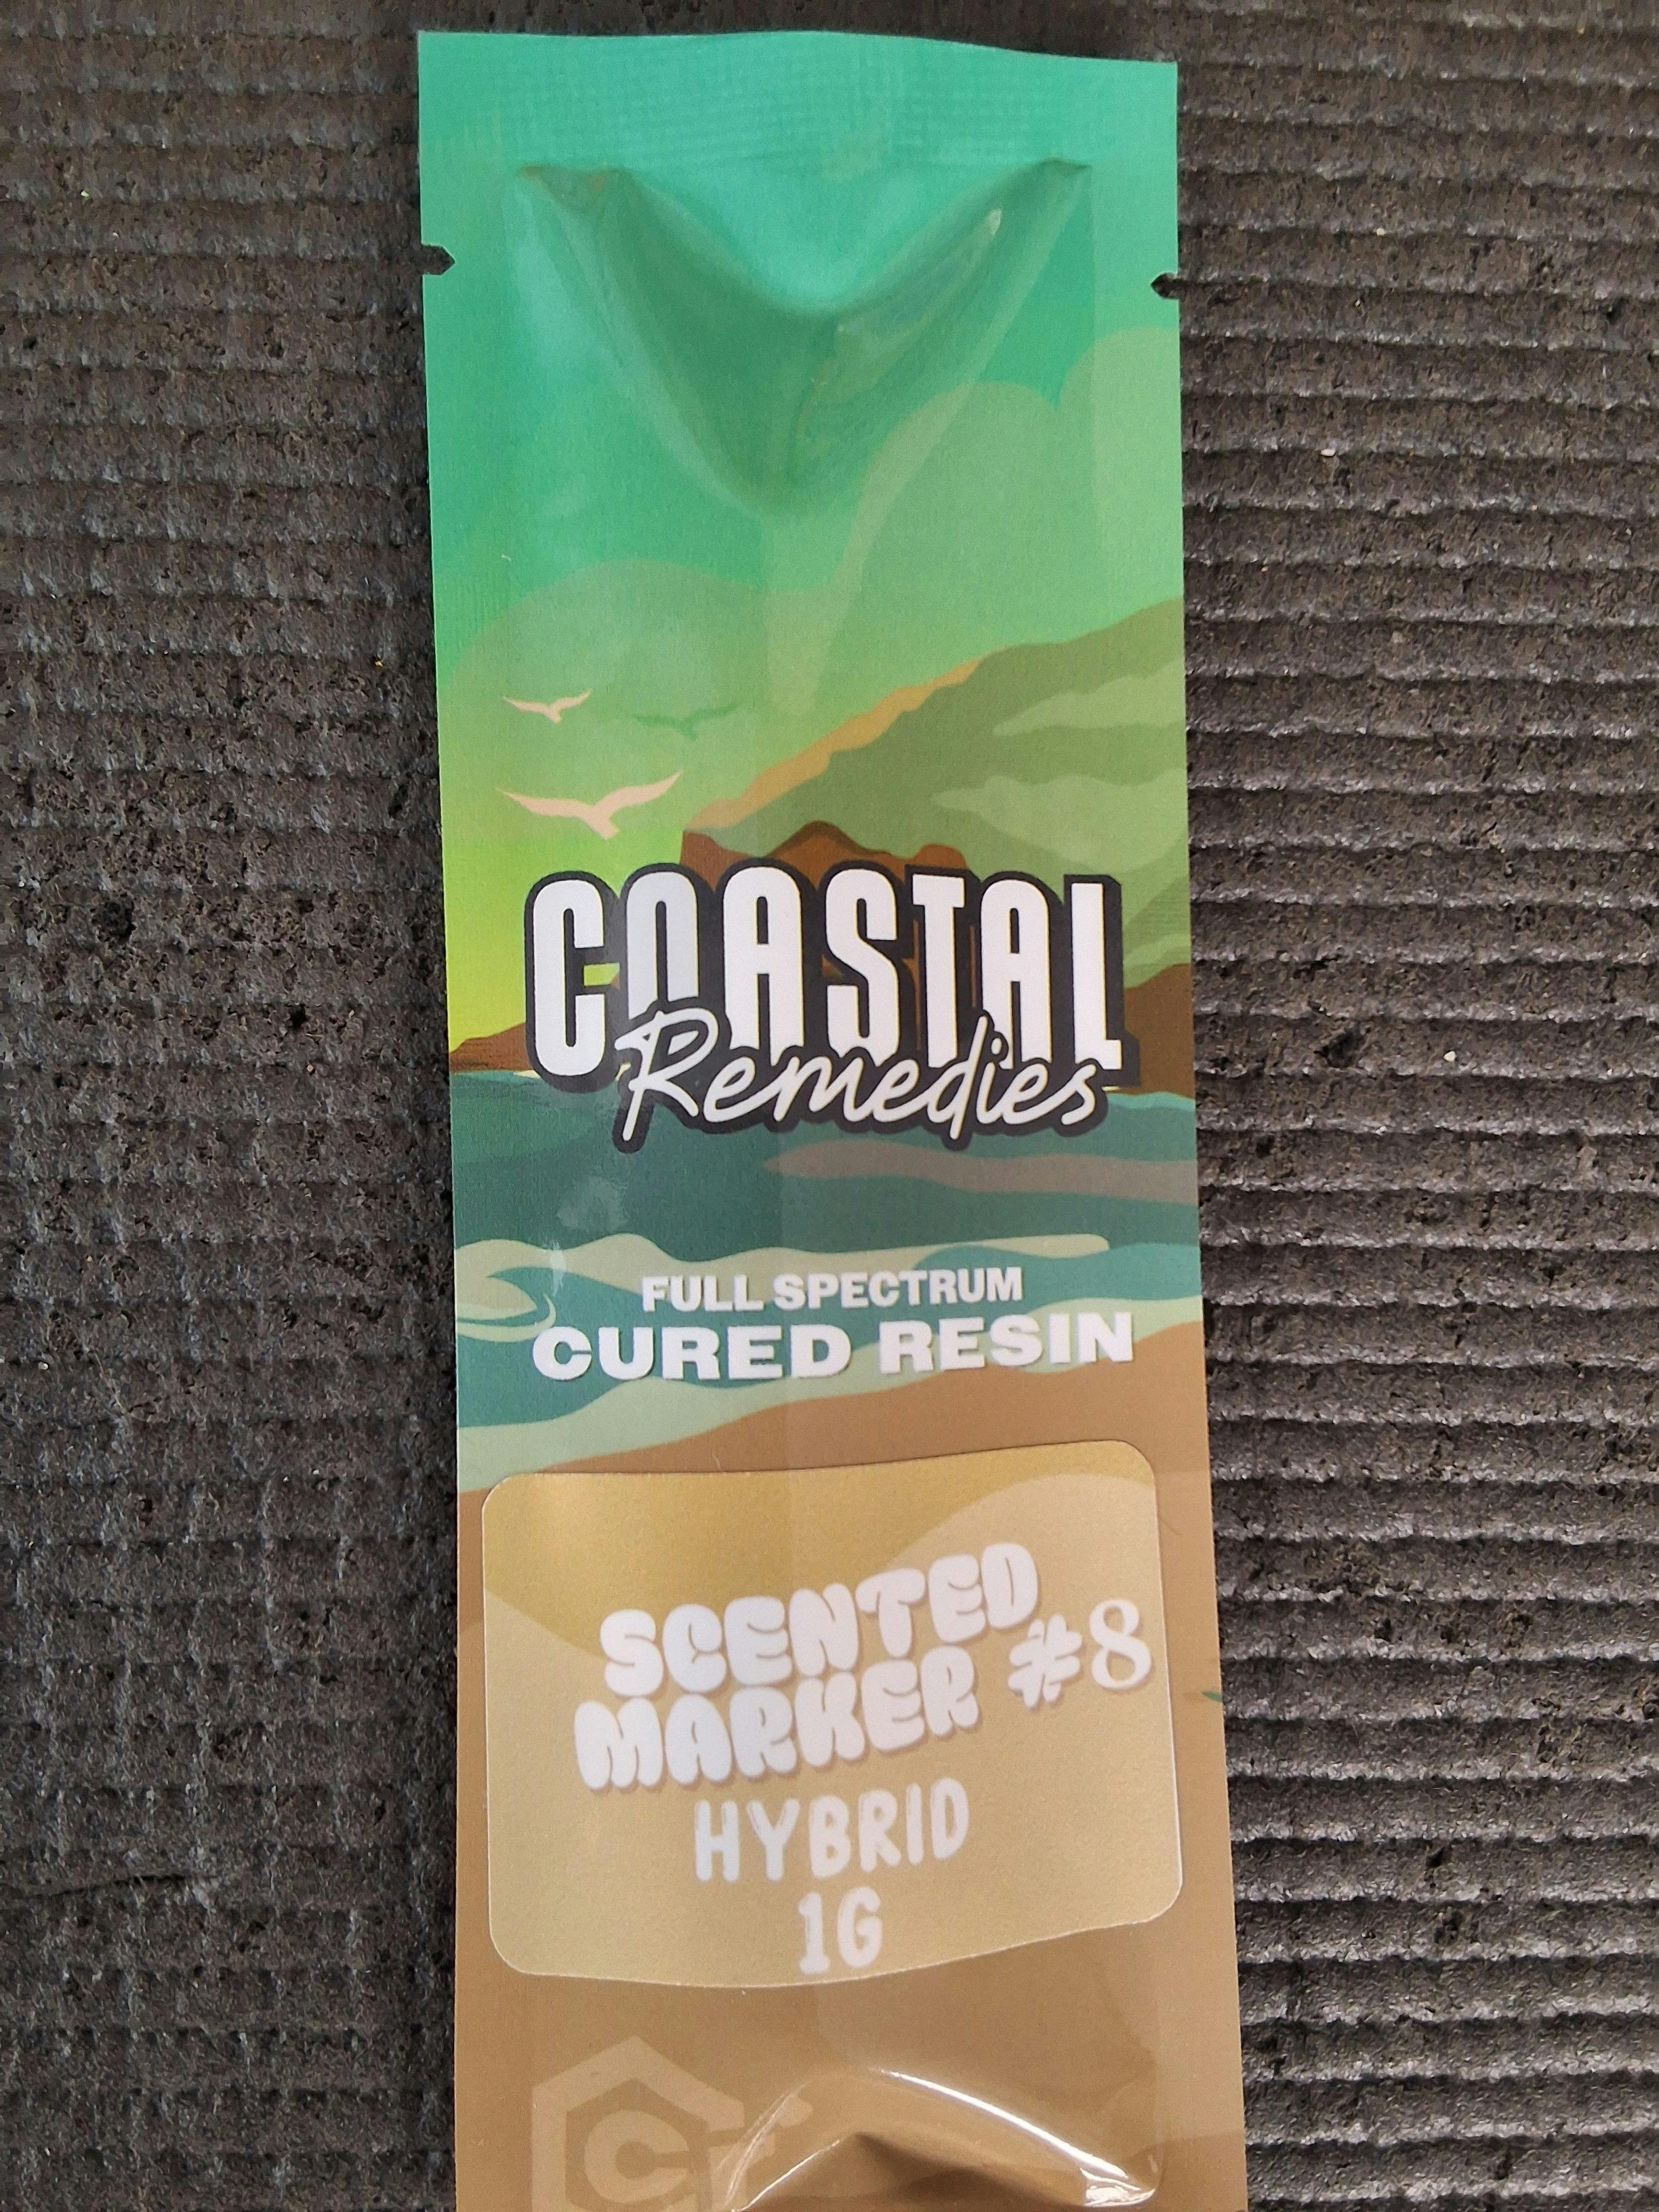 COASTAL
Remedies
FULL SPECTRUM
CURED RESIN
SCENTED
MARKER #8
HYBRID
1G